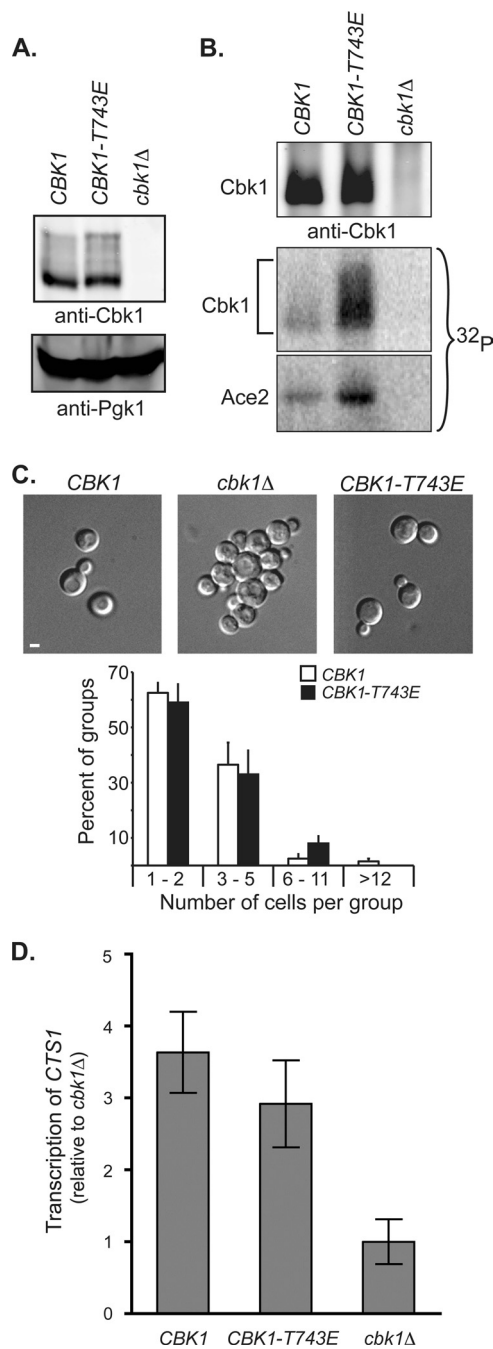 A.
CBK1
CBK1-T743E
cbk1Δ
anti-Cbk1
anti-Pgk1
B.
CBK1
CBK1-T743E
cbk1Δ
Cbk1
anti-Cbk1
Cbk1
32P
Ace2
C.
CBK1
cbk1Δ
CBK1-T743E
Percent of groups
70
50
30
10
CBK1
CBK1-T743E
1 - 2
3 - 5
6 - 11
>12
Number of cells per group
D.
Transcription of CTS1
(relative to cbk1Δ)
5
4
3
2
1
0
CBK1
CBK1-T743E
cbk1Δ